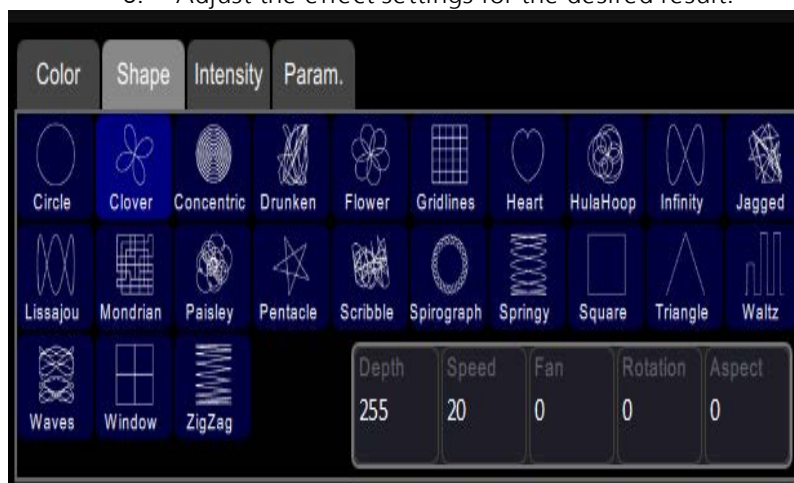 Adjust the effect settings for the desired result.
Color Shape Intensity Param.
Circle Clover Concentric Drunken Flower Gridlines Heart HulaHoop Infinity Jagged
Lissajou Mondrian Paisley Pentacle Scribble Spirograph Springy Square Triangle Waltz
Depth Speed Fan Rotation Aspect
255 20 0 0 0
Waves Window ZigZag